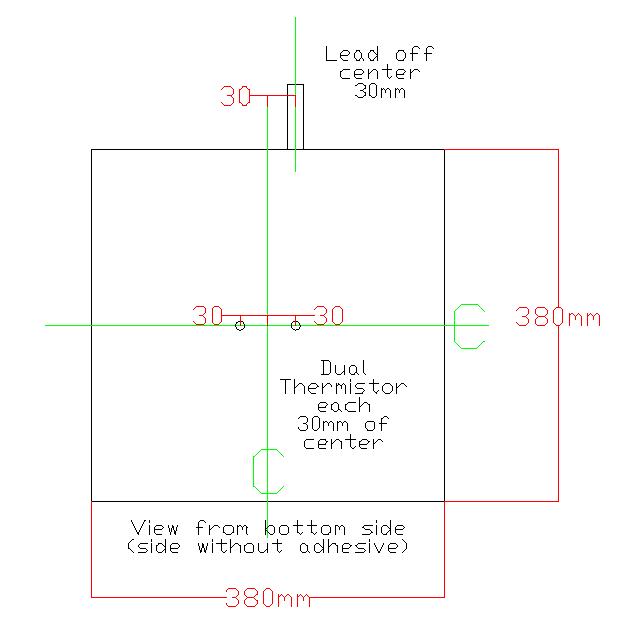 Lead off
center
30mm
30
30
30
380mm
Dual
Thermistor
each
30mm of
center
C
C
View from bottom side
(side without adhesive)
380mm